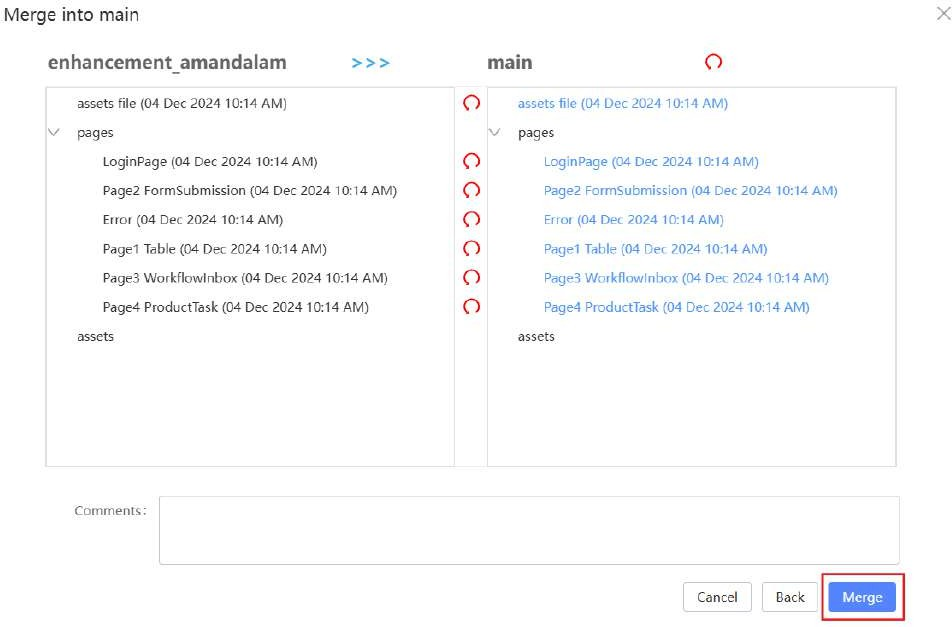 Merge into main
enhancement_amandalam >>> main
assets file (04 Dec 2024 10:14 AM) assets file (04 Dec 2024 10:14 AM)
pages pages
LoginPage (04 Dec 2024 10:14 AM) LoginPage (04 Dec 2024 10:14 AM)
Page2 FormSubmission (04 Dec 2024 10:14 AM) Page2 FormSubmission (04 Dec 2024 10:14 AM)
Error (04 Dec 2024 10:14 AM) Error (04 Dec 2024 10:14 AM)
Page1 Table (04 Dec 2024 10:14 AM) Page1 Table (04 Dec 2024 10:14 AM)
Page3 WorkflowInbox (04 Dec 2024 10:14 AM) Page3 WorkflowInbox (04 Dec 2024 10:14 AM)
Page4 ProductTask (04 Dec 2024 10:14 AM) Page4 ProductTask (04 Dec 2024 10:14 AM)
assets assets
Comments:
Cancel Back Merge